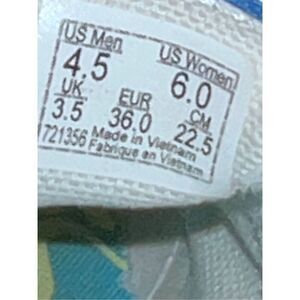 US Men US Women
4.5 6.0
UK EUR CM
3.5 36.0 22.5
721356 Made in Vietnam
Fabriqué en Vietnam